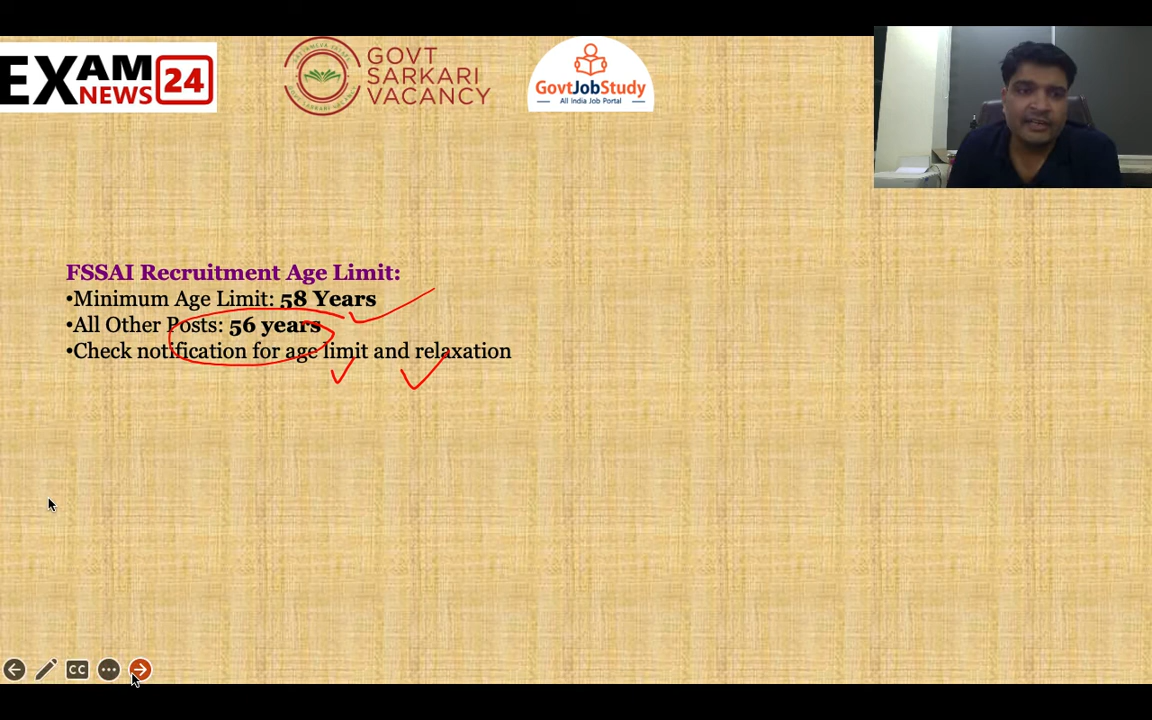 EXAM
NEWS 24
GOVT
SARKARI
VACANCY
GovtJobStudy
All India Job Portal
FSSAI Recruitment Age Limit:
•Minimum Age Limit: 58 Years
•All Other Posts: 56 years
•Check notification for age limit and relaxation
CC